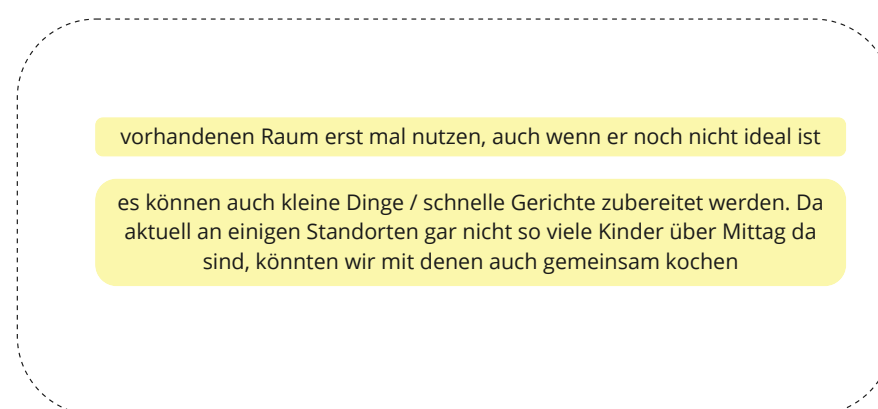 vorhandenen Raum erst mal nutzen, auch wenn er noch nicht ideal ist
es können auch kleine Dinge / schnelle Gerichte zubereitet werden. Da
aktuell an einigen Standorten gar nicht so viele Kinder über Mittag da
sind, könnten wir mit denen auch gemeinsam kochen